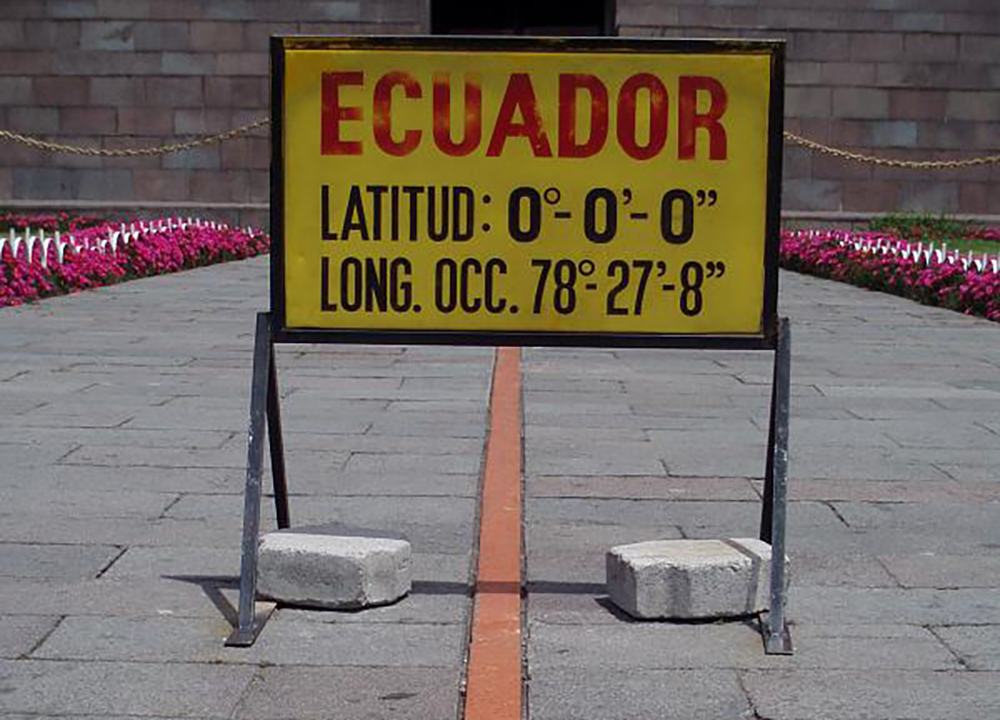 ECUADOR
LATITUD: 0°-0'-0”
LONG. OCC. 78°-27'-8”